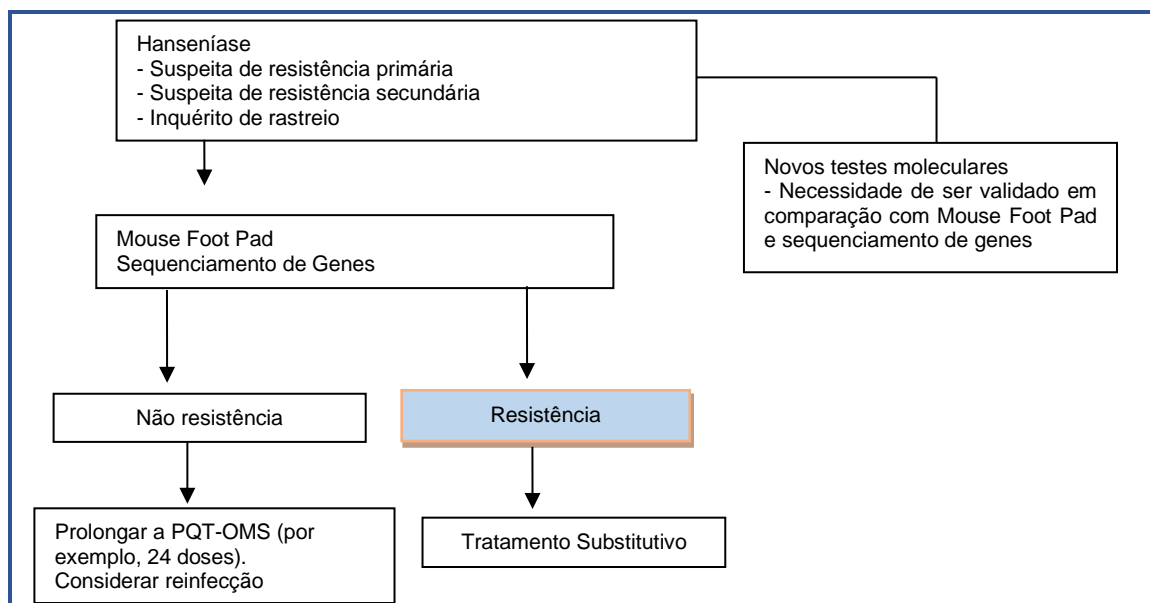 Hanseníase
- Suspeita de resistência primária
- Suspeita de resistência secundária
- Inquérito de rastreio
Novos testes moleculares
- Necessidade de ser validado em
comparação com Mouse Foot Pad
e sequenciamento de genes
Mouse Foot Pad
Sequenciamento de Genes
Não resistência
Resistência
Prolongar a PQT-OMS (por
exemplo, 24 doses).
Considerar reinfecção
Tratamento Substitutivo